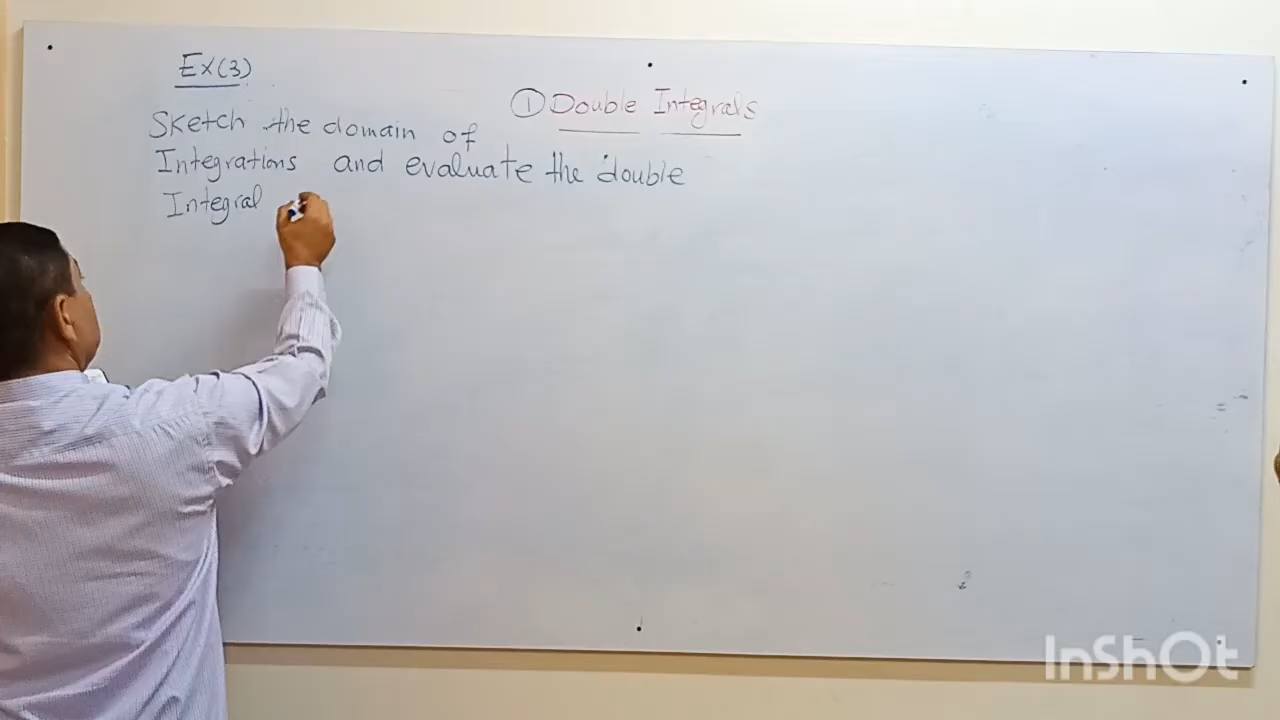 Ex(3)
① Double Integrals
Sketch the domain of
Integrations and evaluate the double
Integral
InShOt